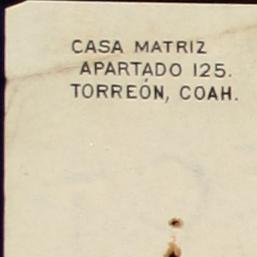 CASA MATRIZ
APARTADO 125.
TORREÓN, COAH.